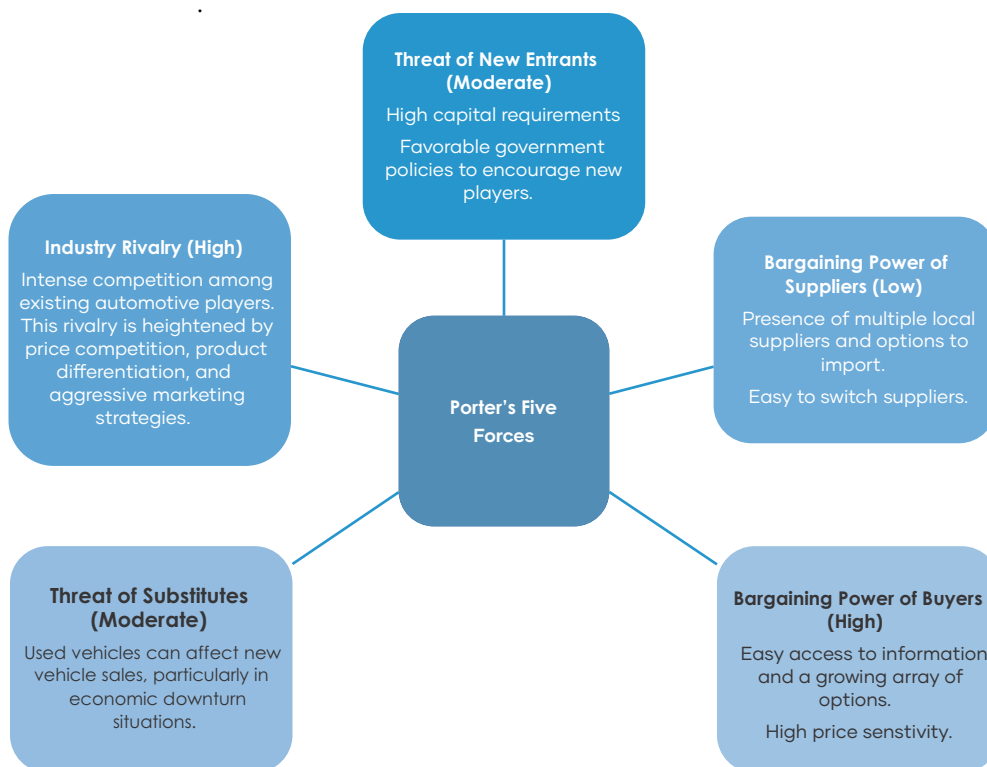 .
Threat of New Entrants
(Moderate)
High capital requirements
Favorable government
policies to encourage new
players.
Industry Rivalry (High)
Intense competition among
existing automotive players.
This rivalry is heightened by
price competition, product
differentiation, and
aggressive marketing
strategies.
Bargaining Power of
Suppliers (Low)
Presence of multiple local
suppliers and options to
import.
Easy to switch suppliers.
Porter's Five
Forces
Threat of Substitutes
(Moderate)
Used vehicles can affect new
vehicle sales, particularly in
economic downturn
situations.
Bargaining Power of Buyers
(High)
Easy access to information
and a growing array of
options.
High price senstivity.